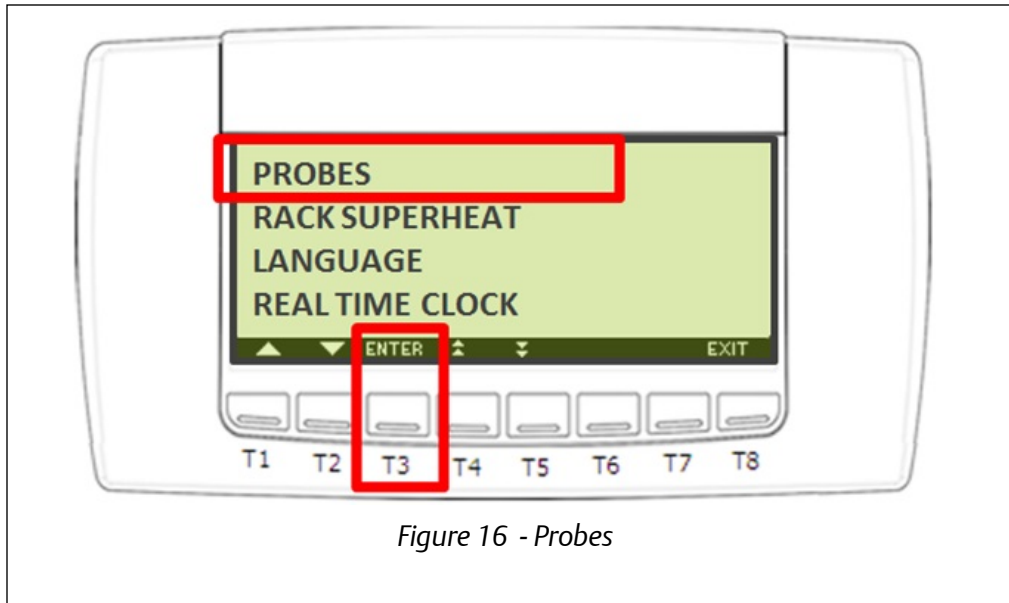 PROBES
RACK SUPERHEAT
LANGUAGE
REAL TIME CLOCK
ENTER EXIT
T1 T2 T3 T4 T5 T6 T7 T8
Figure 16 - Probes